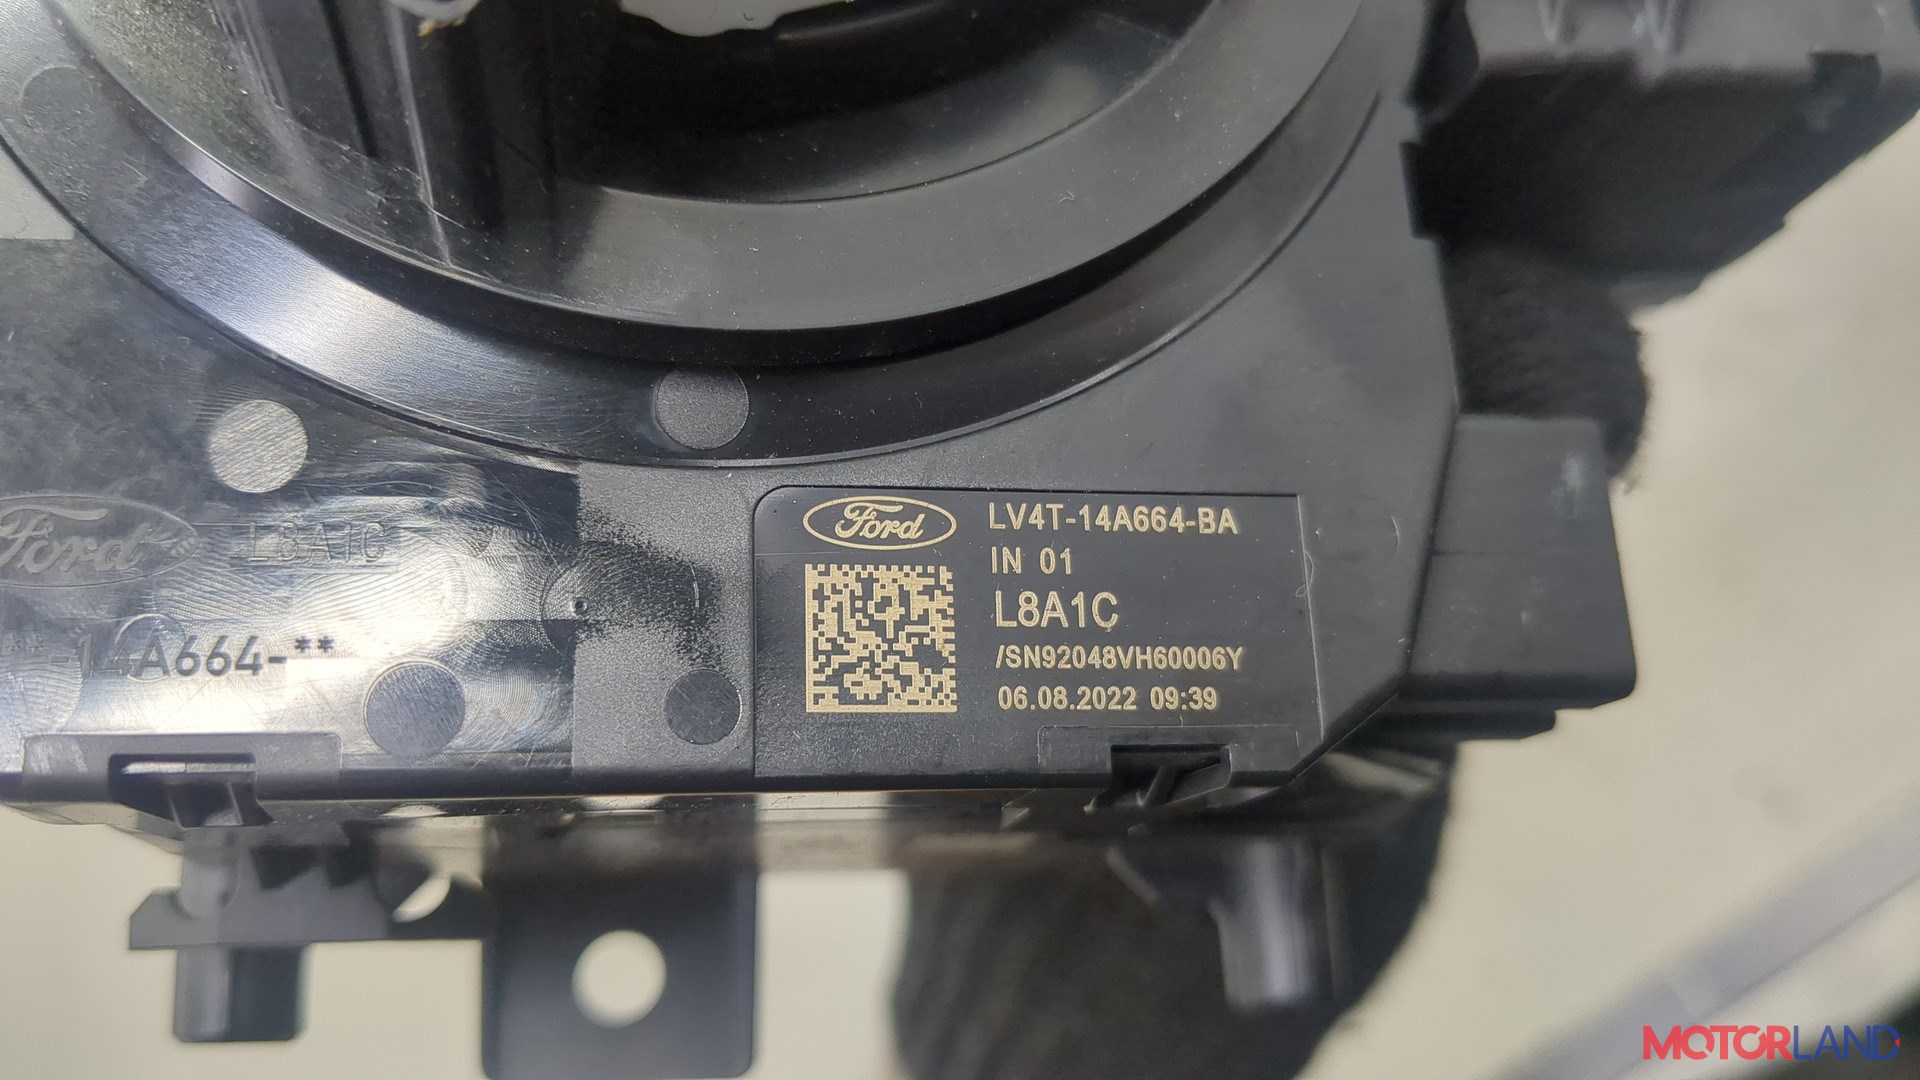 Ford LV4T-14A664-BA
IN 01
L8A1C
/SN92048VH60006Y
06.08.2022 09:39
Ford L8A1C
-14A664-**
MOTORLAND